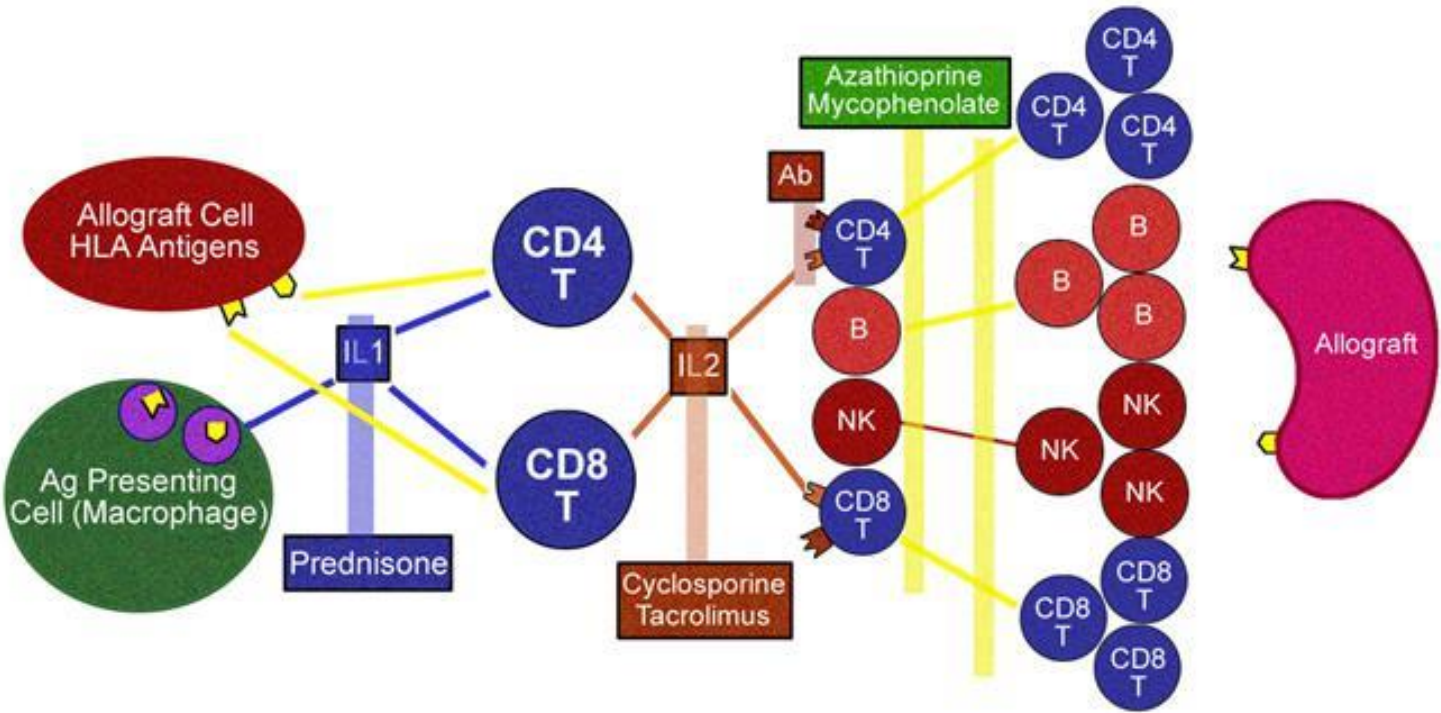 Allograft Cell
HLA Antigens
Ag Presenting
Cell (Macrophage)
IL1
Prednisone
CD4
T
CD8
T
IL2
Cyclosporine
Tacrolimus
Ab
Azathioprine
Mycophenolate
CD4
T
B
NK
CD8
T
CD4
T
CD4
T
CD4
T
B
B
B
NK
NK
NK
CD8
T
CD8
T
CD8
T
Allograft